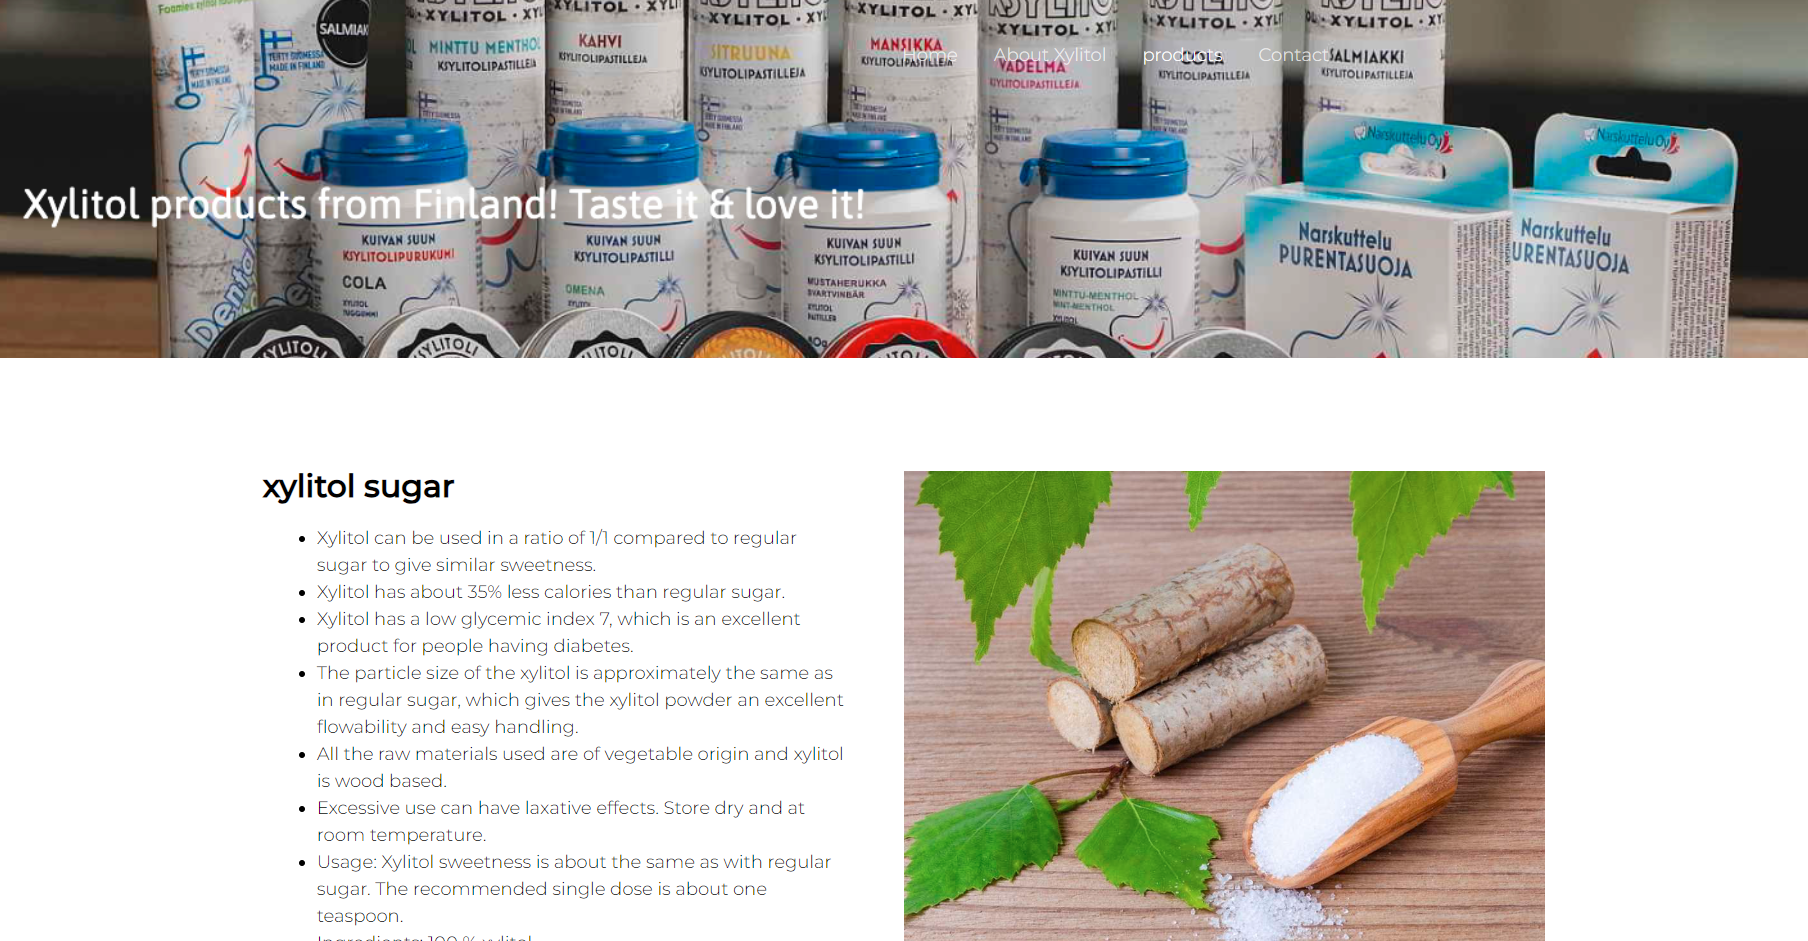 Foamies xylitol
SALMIAK
· XYLITOL ·
MINTTU MENTHOL
KSYLITOLIPASTILLEJA
KAHVI
KSYLITOLIPASTILLEJA
SITRUUNA
KSYLITOLIPASTILLEJA
MANSIKKA
KSYLITOLIPASTILLEJA
VADELMA
KSYLITOLIPASTILLEJA
KSYLITOLIPASTILLEJA
SALMIAKKI
KSYLITOLIPASTILLEJA
Home
About Xylitol
products
Contact
Narskuttelu Oy
Narskuttelu Oy
Xylitol products from Finland! Taste it & love it!
KUIVAN SUUN
KSYLITOLIPURUKUMI
COLA
XYLITOL
TUGGUMMI
KUIVAN SUUN
KSYLITOLIPASTILLI
OMENA
KUIVAN SUUN
KSYLITOLIPASTILLI
MUSTAHERUKKA
SVARTVINBÄR
XYLITOL
PASTILLER
KUIVAN SUUN
KSYLITOLIPASTILLI
MINTTU-MENTHOL
MINT-MENTHOL
Narskuttelu
PURENTASUOJA
Narskuttelu
URENTASUOJA
xylitol sugar
Xylitol can be used in a ratio of 1/1 compared to regular
sugar to give similar sweetness.
Xylitol has about 35% less calories than regular sugar.
Xylitol has a low glycemic index 7, which is an excellent
product for people having diabetes.
The particle size of the xylitol is approximately the same as
in regular sugar, which gives the xylitol powder an excellent
flowability and easy handling.
All the raw materials used are of vegetable origin and xylitol
is wood based.
Excessive use can have laxative effects. Store dry and at
room temperature.
Usage: Xylitol sweetness is about the same as with regular
sugar. The recommended single dose is about one
teaspoon.
Ingredients: 100 % xylitol